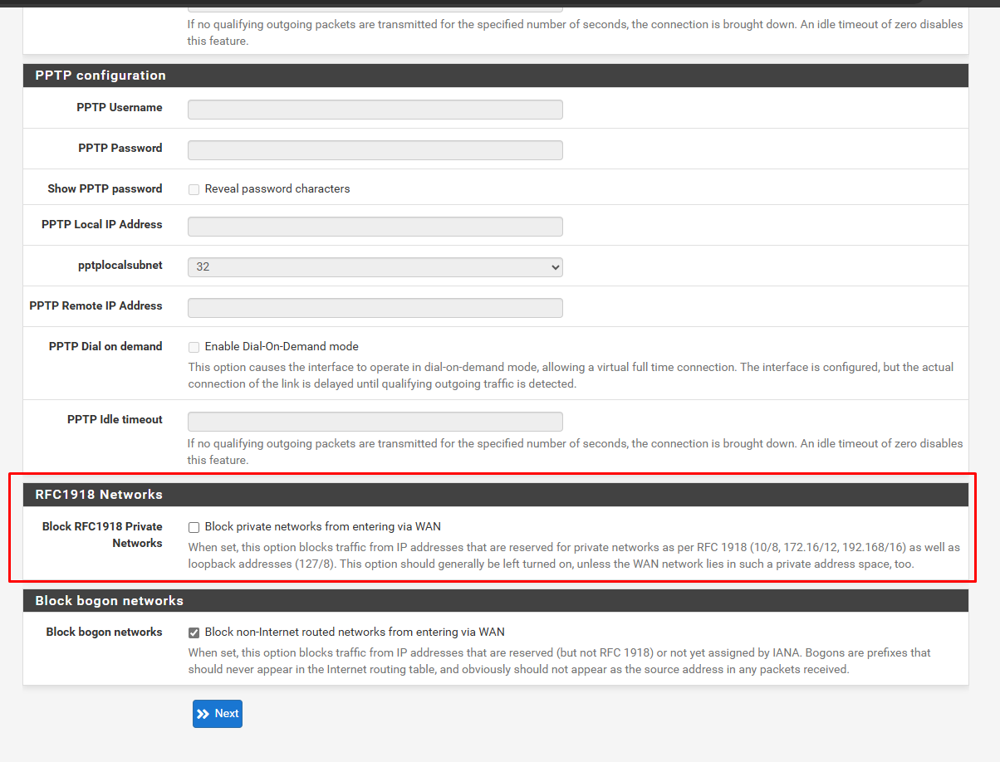 If no qualifying outgoing packets are transmitted for the specified number of seconds, the connection is brought down. An idle timeout of zero disables
this feature.
PPTP configuration
PPTP Username
PPTP Password
Show PPTP password
Reveal password characters
PPTP Local IP Address
pptplocalsubnet
32
PPTP Remote IP Address
PPTP Dial on demand
Enable Dial-On-Demand mode
This option causes the interface to operate in dial-on-demand mode, allowing a virtual full time connection. The interface is configured, but the actual
connection of the link is delayed until qualifying outgoing traffic is detected.
PPTP Idle timeout
If no qualifying outgoing packets are transmitted for the specified number of seconds, the connection is brought down. An idle timeout of zero disables
this feature.
RFC1918 Networks
Block RFC1918 Private
Networks
Block private networks from entering via WAN
When set, this option blocks traffic from IP addresses that are reserved for private networks as per RFC 1918 (10/8, 172.16/12, 192.168/16) as well as
loopback addresses (127/8). This option should generally be left turned on, unless the WAN network lies in such a private address space, too.
Block bogon networks
Block bogon networks
Block non-Internet routed networks from entering via WAN
When set, this option blocks traffic from IP addresses that are reserved (but not RFC 1918) or not yet assigned by IANA. Bogons are prefixes that
should never appear in the Internet routing table, and obviously should not appear as the source address in any packets received.
Next